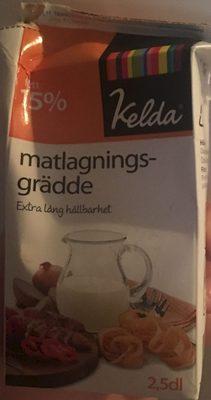 15%
Kelda
matlagnings-
grädde
Extra lång hållbarhet
2,5dl